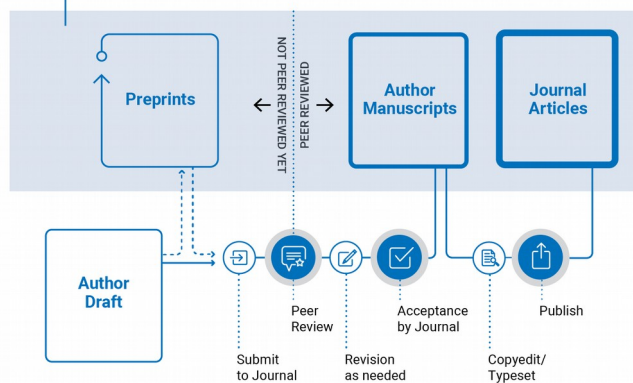 Preprints
NOT PEER REVIEWED YET
PEER REVIEWED
Author
Manuscripts
Journal
Articles
Author
Draft
Peer
Review
Acceptance
by Journal
Publish
Submit
to Journal
Revision
as needed
Copyedit/
Typeset